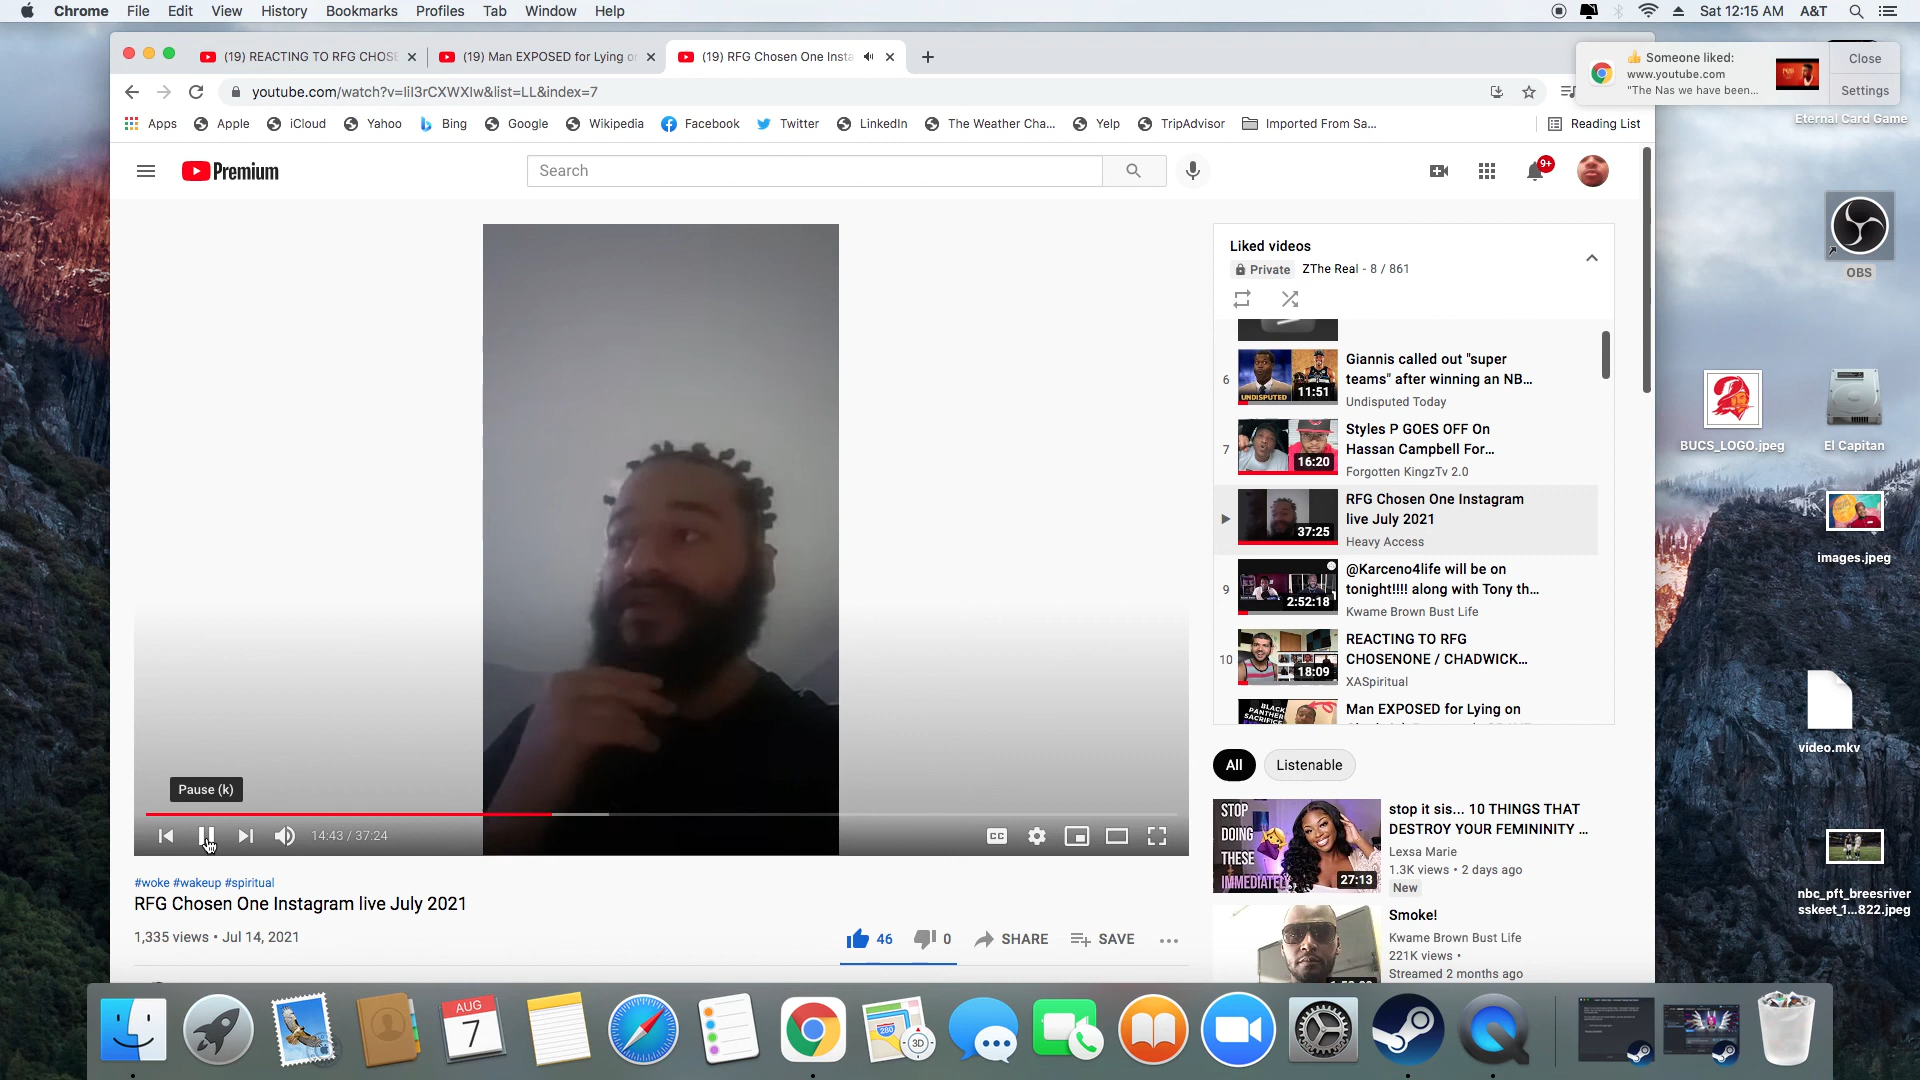 Chrome File Edit View History Bookmarks Profiles Tab Window Help
Sat 12:15 AM A&T
(19) REACTING TO RFG CHOSE
(19) Man EXPOSED for Lying or
(19) RFG Chosen One Insta
Someone liked:
www.youtube.com
"The Nas we have been...
Close
Settings
youtube.com/watch?v=liI3rCXWXIw&list=LL&index=7
Apps Apple iCloud Yahoo Bing Google Wikipedia Facebook Twitter LinkedIn The Weather Cha... Yelp TripAdvisor Imported From Sa... Reading List
Eternal Card Game
Premium
Search
9+
OBS
Liked videos
Private ZThe Real - 8 / 861
6
UNDISPUTED
11:51
Giannis called out "super
teams" after winning an NB...
Undisputed Today
7
16:20
Styles P GOES OFF On
Hassan Campbell For...
Forgotten KingzTv 2.0
37:25
RFG Chosen One Instagram
live July 2021
Heavy Access
9
2:52:18
@Karceno4life will be on
tonight!!!! along with Tony th...
Kwame Brown Bust Life
10
18:09
REACTING TO RFG
CHOSENONE / CHADWICK...
XASpiritual
BLACK
PANTHER
SACRIFICE
Man EXPOSED for Lying on
BUCS_LOGO.jpeg
El Capitan
images.jpeg
video.mkv
nbc_pft_breesriver
sskeet_1...822.jpeg
Pause (k)
14:43 / 37:24
CC
#woke #wakeup #spiritual
RFG Chosen One Instagram live July 2021
1,335 views • Jul 14, 2021
46 0 SHARE SAVE
All
Listenable
STOP
DOING
THESE
IMMEDIATELY
27:13
stop it sis... 10 THINGS THAT
DESTROY YOUR FEMININITY ...
Lexsa Marie
1.3K views • 2 days ago
New
Smoke!
Kwame Brown Bust Life
221K views •
Streamed 2 months ago
AUG
7
280
3D